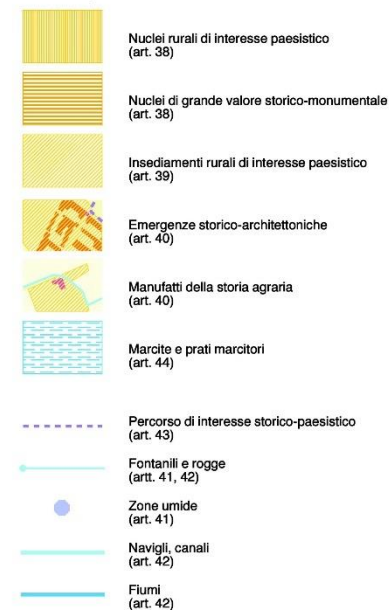 Nuclei rurali di interesse paesistico
(art. 38)
Nuclei di grande valore storico-monumentale
(art. 38)
Insediamenti rurali di interesse paesistico
(art. 39)
Emergenze storico-architettoniche
(art. 40)
Manufatti della storia agraria
(art. 40)
Marcite e prati marcitori
(art. 44)
Percorso di interesse storico-paesistico
(art. 43)
Fontanili e rogge
(artt. 41, 42)
Zone umide
(art. 41)
Navigli, canali
(art. 42)
Fiumi
(art. 42)